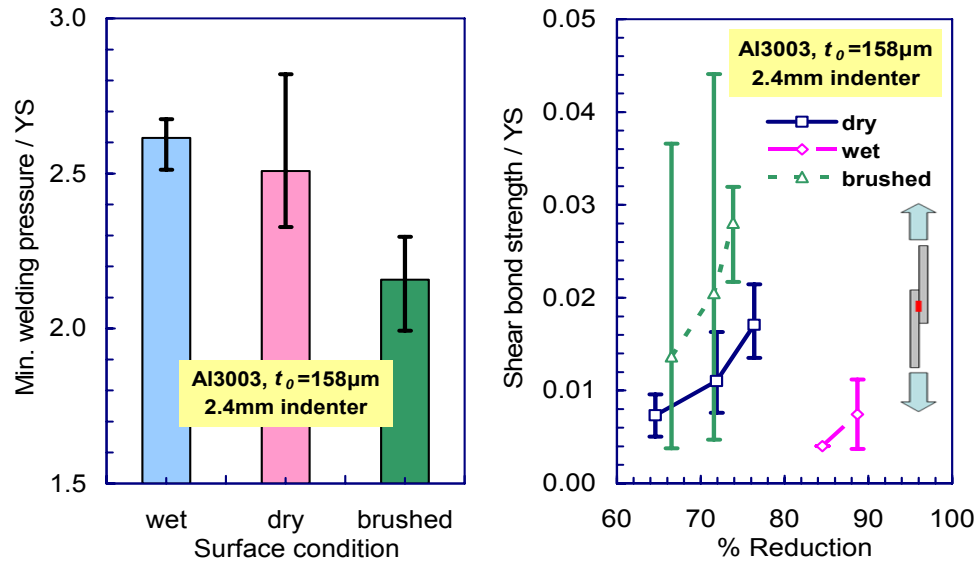 Min. welding pressure / YS
3.0
2.5
2.0
1.5
Al3003, t₀=158µm
2.4mm indenter
wet dry brushed
Surface condition
Shear bond strength / YS
0.05
0.04
0.03
0.02
0.01
0.00
Al3003, t₀=158µm
2.4mm indenter
dry
wet
brushed
60 70 80 90 100
% Reduction